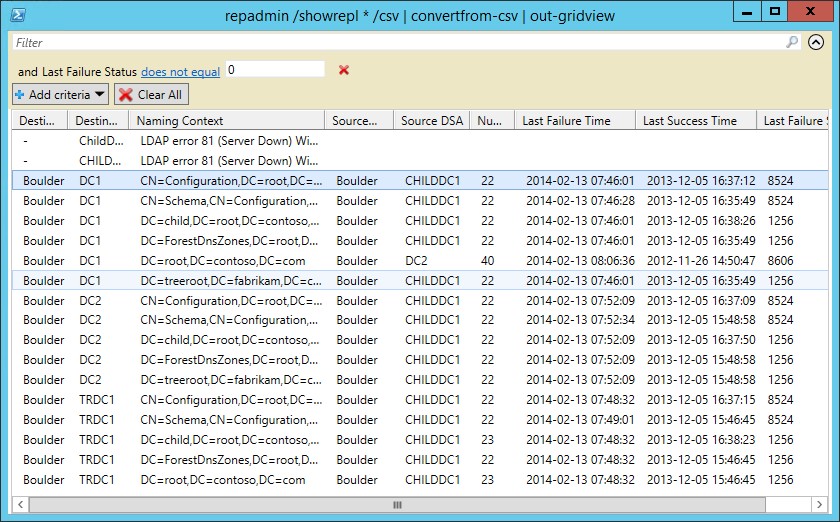 repadmin /showrepl * /csv | convertfrom-csv | out-gridview
Filter
and Last Failure Status does not equal 0
Add criteria Clear All
Desti... Destin... Naming Context Source... Source DSA Nu... Last Failure Time Last Success Time Last Failure S
- ChildD... LDAP error 81 (Server Down) Wi...
- CHILD... LDAP error 81 (Server Down) Wi...
Boulder DC1 CN=Configuration,DC=root,DC=... Boulder CHILDDC1 22 2014-02-13 07:46:01 2013-12-05 16:37:12 8524
Boulder DC1 CN=Schema,CN=Configuration,... Boulder CHILDDC1 22 2014-02-13 07:46:28 2013-12-05 16:35:49 8524
Boulder DC1 DC=child,DC=root,DC=contoso,... Boulder CHILDDC1 22 2014-02-13 07:46:01 2013-12-05 16:38:26 1256
Boulder DC1 DC=ForestDnsZones,DC=root,D... Boulder CHILDDC1 22 2014-02-13 07:46:01 2013-12-05 16:35:49 1256
Boulder DC1 DC=root,DC=contoso,DC=com Boulder DC2 40 2014-02-13 08:06:36 2012-11-26 14:50:47 8606
Boulder DC1 DC=treeroot,DC=fabrikam,DC=c... Boulder CHILDDC1 22 2014-02-13 07:46:01 2013-12-05 16:35:49 1256
Boulder DC2 CN=Configuration,DC=root,DC=... Boulder CHILDDC1 22 2014-02-13 07:52:09 2013-12-05 16:37:09 8524
Boulder DC2 CN=Schema,CN=Configuration,... Boulder CHILDDC1 22 2014-02-13 07:52:34 2013-12-05 15:48:58 8524
Boulder DC2 DC=child,DC=root,DC=contoso,... Boulder CHILDDC1 22 2014-02-13 07:52:09 2013-12-05 16:37:50 1256
Boulder DC2 DC=ForestDnsZones,DC=root,D... Boulder CHILDDC1 22 2014-02-13 07:52:09 2013-12-05 15:48:58 1256
Boulder DC2 DC=treeroot,DC=fabrikam,DC=c... Boulder CHILDDC1 22 2014-02-13 07:52:09 2013-12-05 15:48:58 1256
Boulder TRDC1 CN=Configuration,DC=root,DC=... Boulder CHILDDC1 22 2014-02-13 07:48:32 2013-12-05 16:37:15 8524
Boulder TRDC1 CN=Schema,CN=Configuration,... Boulder CHILDDC1 22 2014-02-13 07:49:01 2013-12-05 15:46:45 8524
Boulder TRDC1 DC=child,DC=root,DC=contoso,... Boulder CHILDDC1 23 2014-02-13 07:48:32 2013-12-05 16:38:23 1256
Boulder TRDC1 DC=ForestDnsZones,DC=root,D... Boulder CHILDDC1 22 2014-02-13 07:48:32 2013-12-05 15:46:45 1256
Boulder TRDC1 DC=root,DC=contoso,DC=com Boulder CHILDDC1 23 2014-02-13 07:48:32 2013-12-05 15:46:45 1256